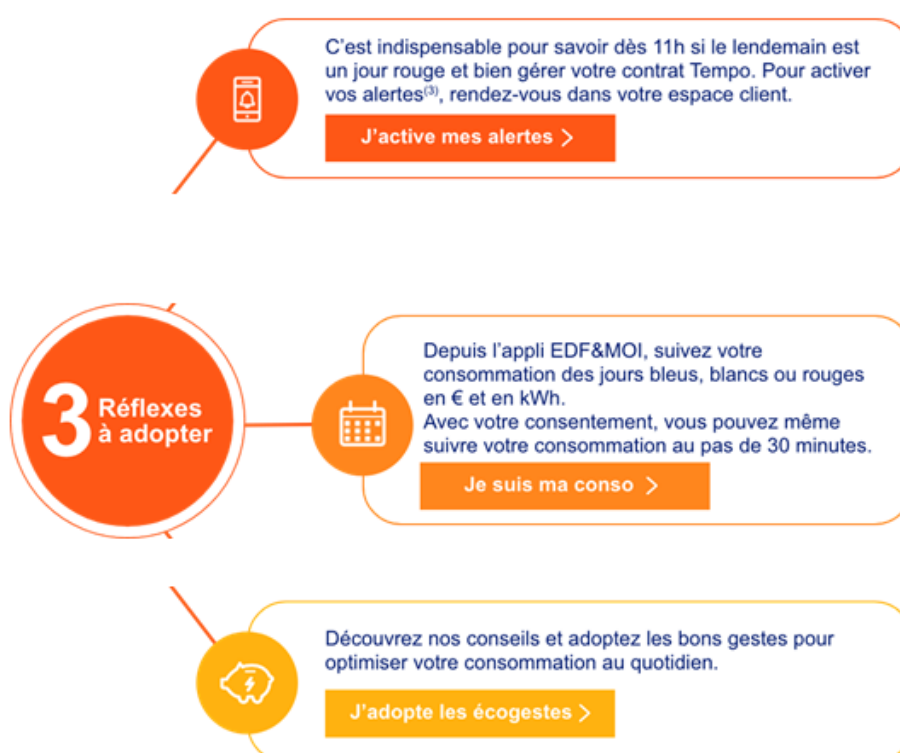 C'est indispensable pour savoir dès 11h si le lendemain est
un jour rouge et bien gérer votre contrat Tempo. Pour activer
vos alertes⁽³⁾, rendez-vous dans votre espace client.
J'active mes alertes >
3 Réflexes
à adopter
Depuis l'appli EDF&MOI, suivez votre
consommation des jours bleus, blancs ou rouges
en € et en kWh.
Avec votre consentement, vous pouvez même
suivre votre consommation au pas de 30 minutes.
Je suis ma conso >
Découvrez nos conseils et adoptez les bons gestes pour
optimiser votre consommation au quotidien.
J'adopte les écogestes >